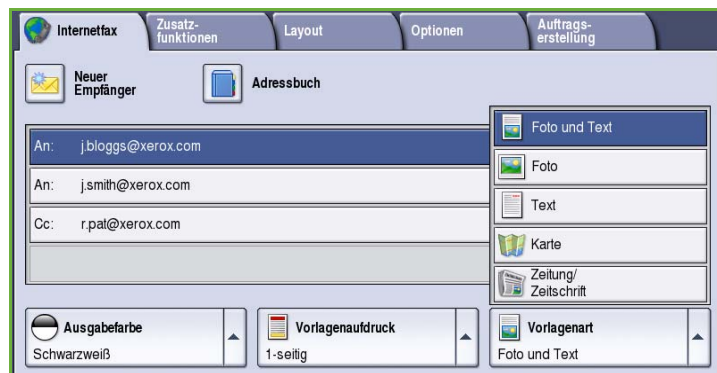 Internetfax
Zusatz-
funktionen
Layout
Optionen
Auftrags-
erstellung
Neuer
Empfänger
Adressbuch
An: j.bloggs@xerox.com
An: j.smith@xerox.com
Cc: r.pat@xerox.com
Foto und Text
Foto
Text
Karte
Zeitung/
Zeitschrift
Ausgabefarbe
Schwarzweiß
Vorlagenaufdruck
1-seitig
Vorlagenart
Foto und Text